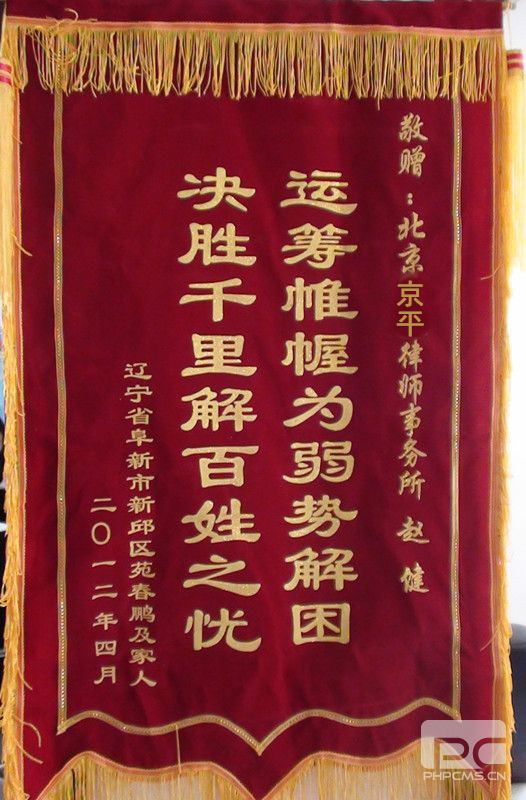 敬赠：北京京平律师事务所 赵健
运筹帷幄为弱势解困
决胜千里解百姓之忧
辽宁省阜新市新邱区苑春鹏及家人
二〇一二年四月
PHPCMS.CN